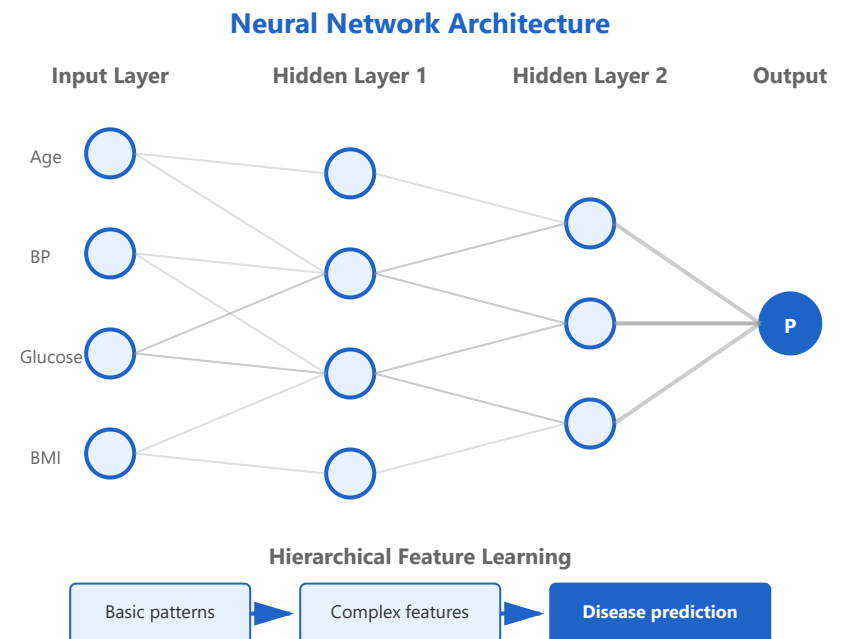 Neural Network Architecture
Input Layer
Hidden Layer 1
Hidden Layer 2
Output
Age
BP
Glucose
BMI
P
Hierarchical Feature Learning
Basic patterns
Complex features
Disease prediction